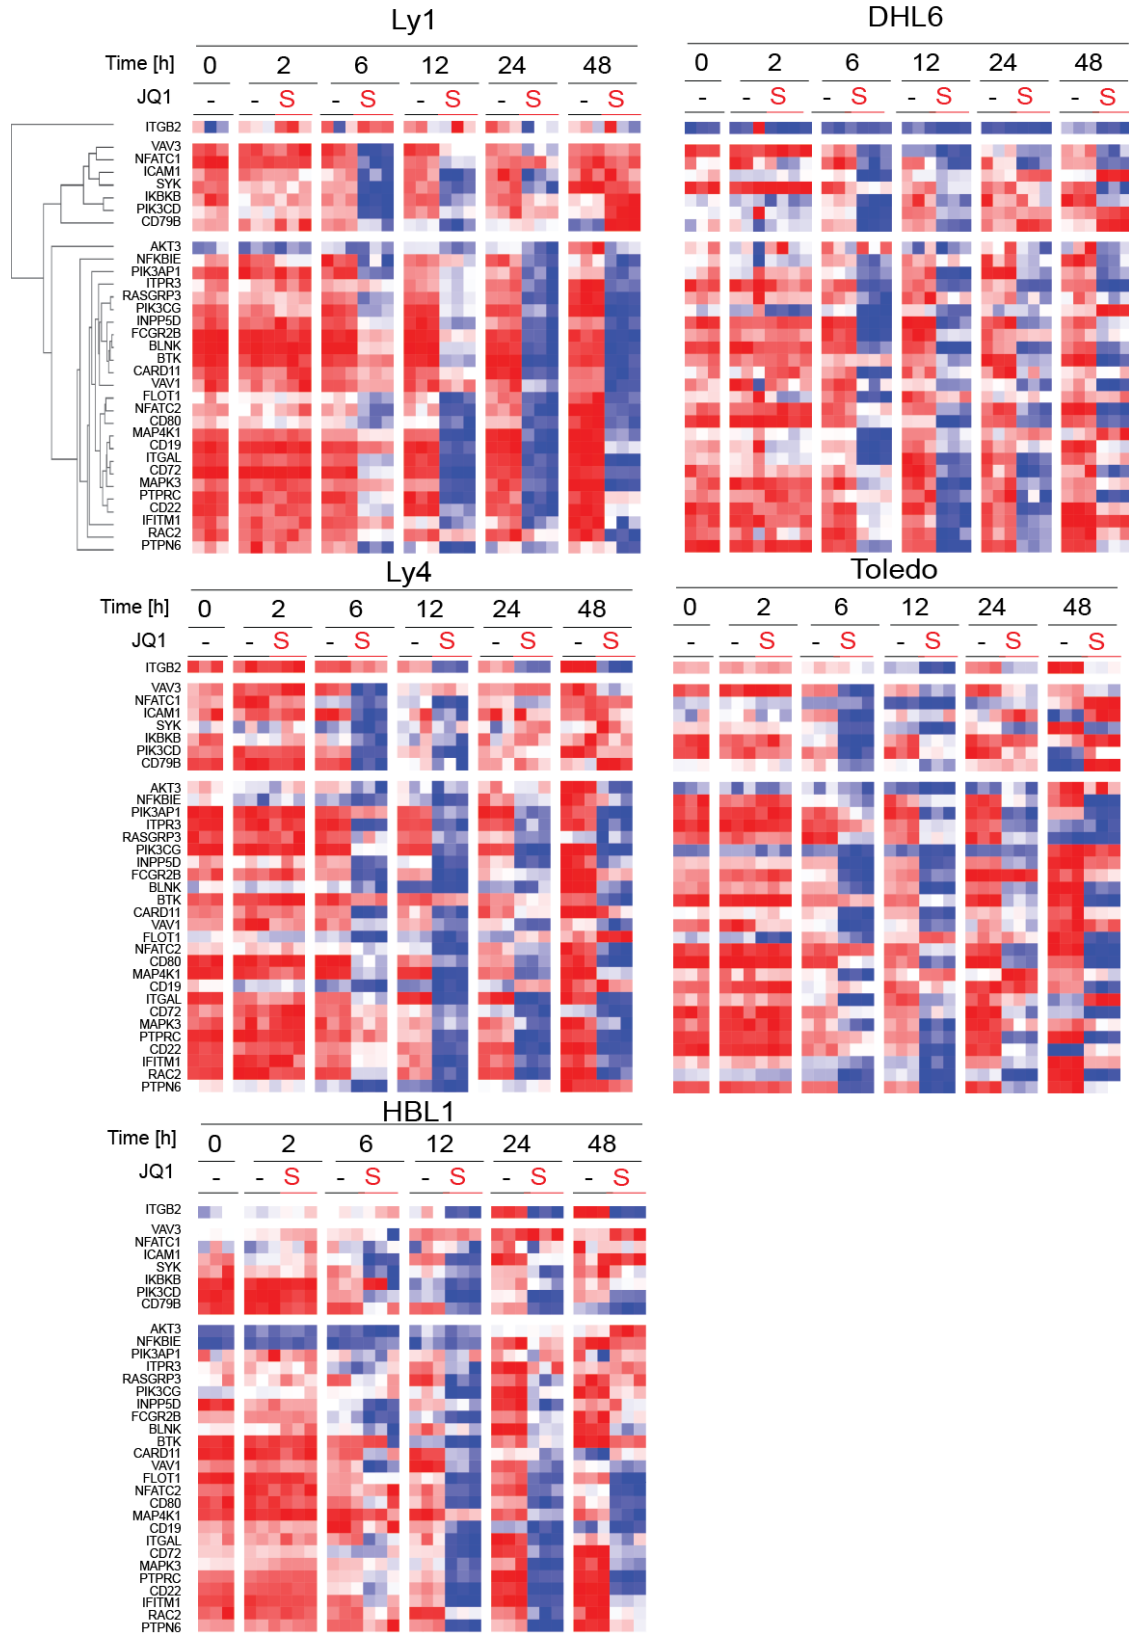 Ly1
Time [h] 0 2 6 12 24 48
JQ1 - - S - S - S - S - S
ITGB2
VAV3
NFATC1
ICAM1
SYK
IKBKB
PIK3CD
CD79B
AKT3
NFKBIE
PIK3AP1
ITPR3
RASGRP3
PIK3CG
INPP5D
FCGR2B
BLNK
BTK
CARD11
VAV1
FLOT1
NFATC2
CD80
MAP4K1
CD19
ITGAL
CD72
MAPK3
PTPRC
CD22
IFITM1
RAC2
PTPN6
DHL6
0 2 6 12 24 48
- - S - S - S - S - S
Ly4
Time [h] 0 2 6 12 24 48
JQ1 - - S - S - S - S - S
ITGB2
VAV3
NFATC1
ICAM1
SYK
IKBKB
PIK3CD
CD79B
AKT3
NFKBIE
PIK3AP1
ITPR3
RASGRP3
PIK3CG
INPP5D
FCGR2B
BLNK
BTK
CARD11
VAV1
FLOT1
NFATC2
CD80
MAP4K1
CD19
ITGAL
CD72
MAPK3
PTPRC
CD22
IFITM1
RAC2
PTPN6
Toledo
0 2 6 12 24 48
- - S - S - S - S - S
HBL1
Time [h] 0 2 6 12 24 48
JQ1 - - S - S - S - S - S
ITGB2
VAV3
NFATC1
ICAM1
SYK
IKBKB
PIK3CD
CD79B
AKT3
NFKBIE
PIK3AP1
ITPR3
RASGRP3
PIK3CG
INPP5D
FCGR2B
BLNK
BTK
CARD11
VAV1
FLOT1
NFATC2
CD80
MAP4K1
CD19
ITGAL
CD72
MAPK3
PTPRC
CD22
IFITM1
RAC2
PTPN6